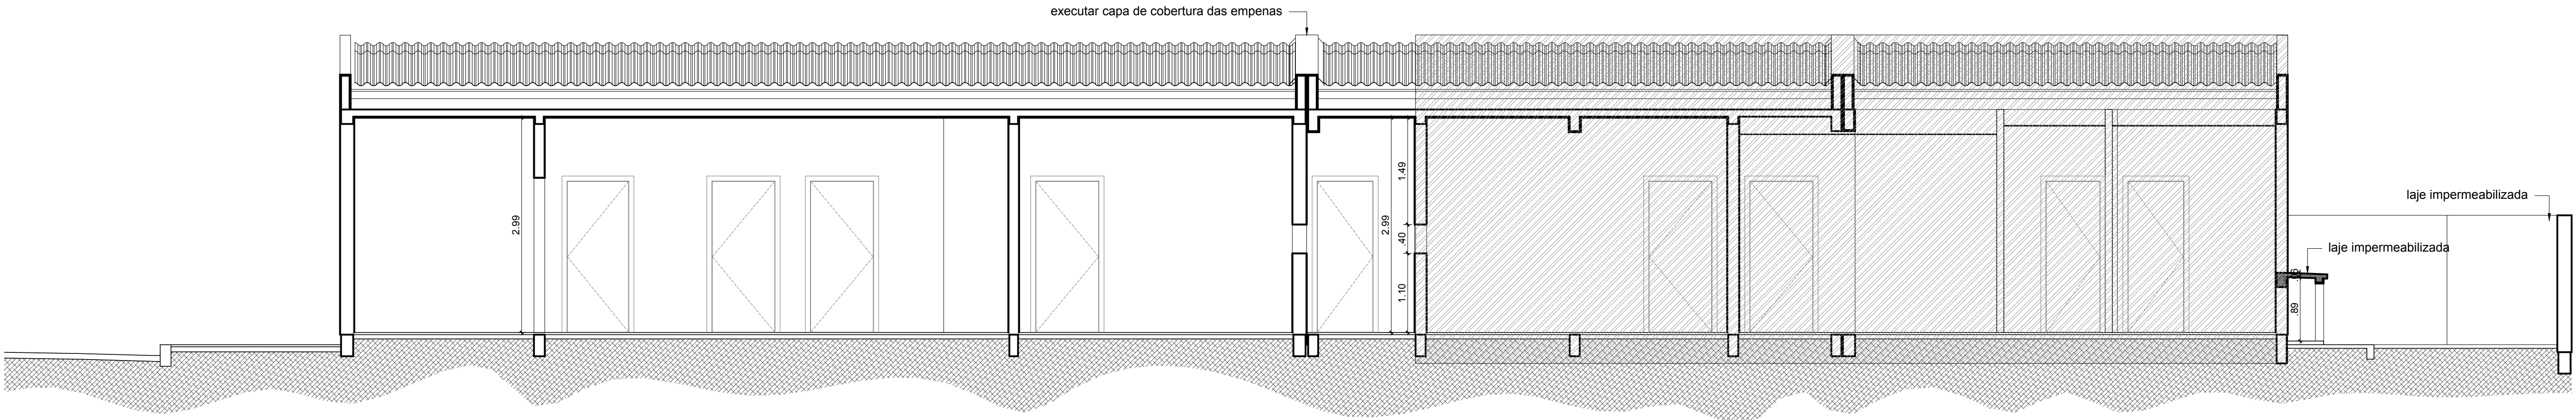 executar capa de cobertura das empenas
laje impermeabilizada
laje impermeabilizada
2.99
2.99
1.49
.40
1.10
.89